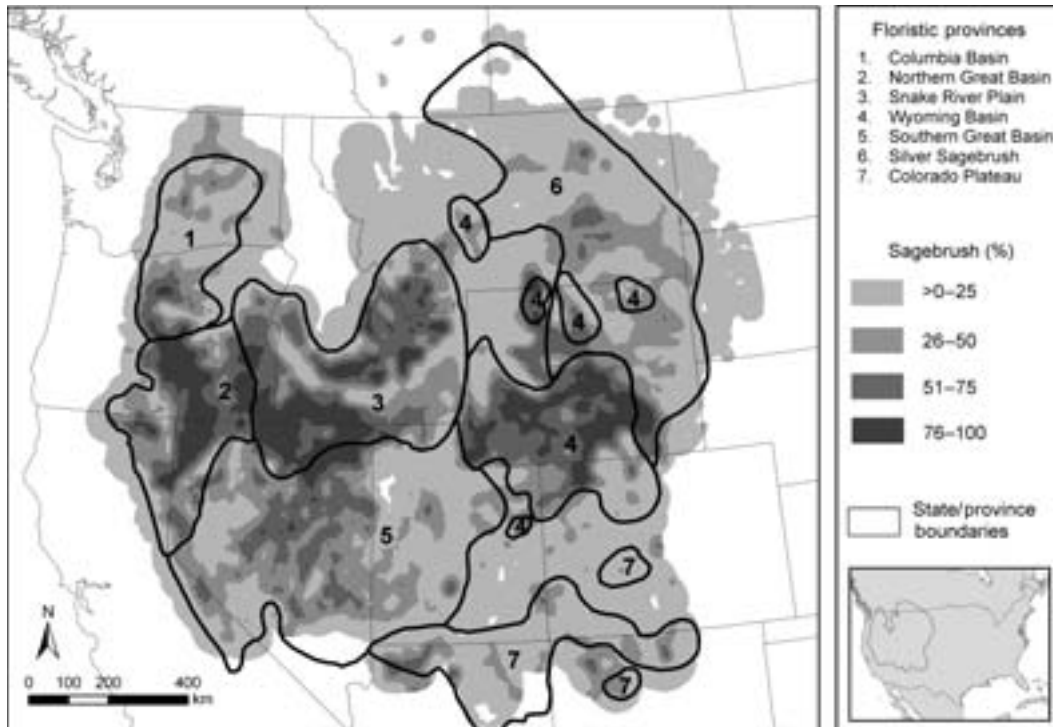 Floristic provinces
1. Columbia Basin
2. Northern Great Basin
3. Snake River Plain
4. Wyoming Basin
5. Southern Great Basin
6. Silver Sagebrush
7. Colorado Plateau
Sagebrush (%)
>0–25
26–50
51–75
76–100
State/province
boundaries
6
4
1
4
4
4
2
3
4
5
4
7
7
7
N
0 100 200 400
km